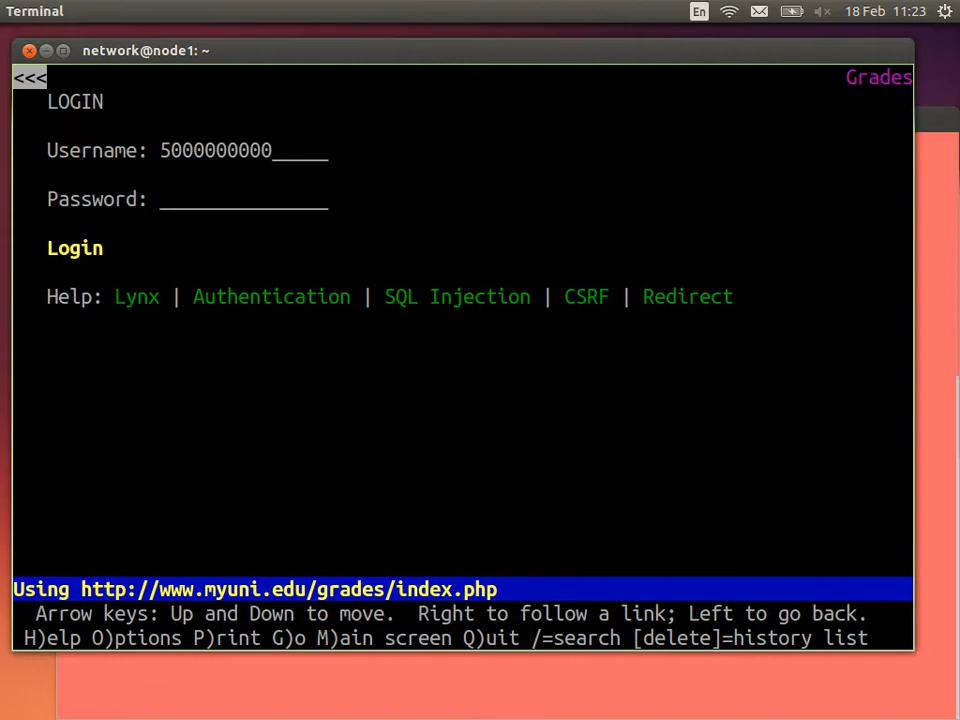 Terminal
En
18 Feb 11:23
network@node1: ~
<<<
Grades
LOGIN
Username: 5000000000_____
Password: _______________
Login
Help: Lynx | Authentication | SQL Injection | CSRF | Redirect
Using http://www.myuni.edu/grades/index.php
Arrow keys: Up and Down to move. Right to follow a link; Left to go back.
H)elp O)ptions P)rint G)o M)ain screen Q)uit /=search [delete]=history list